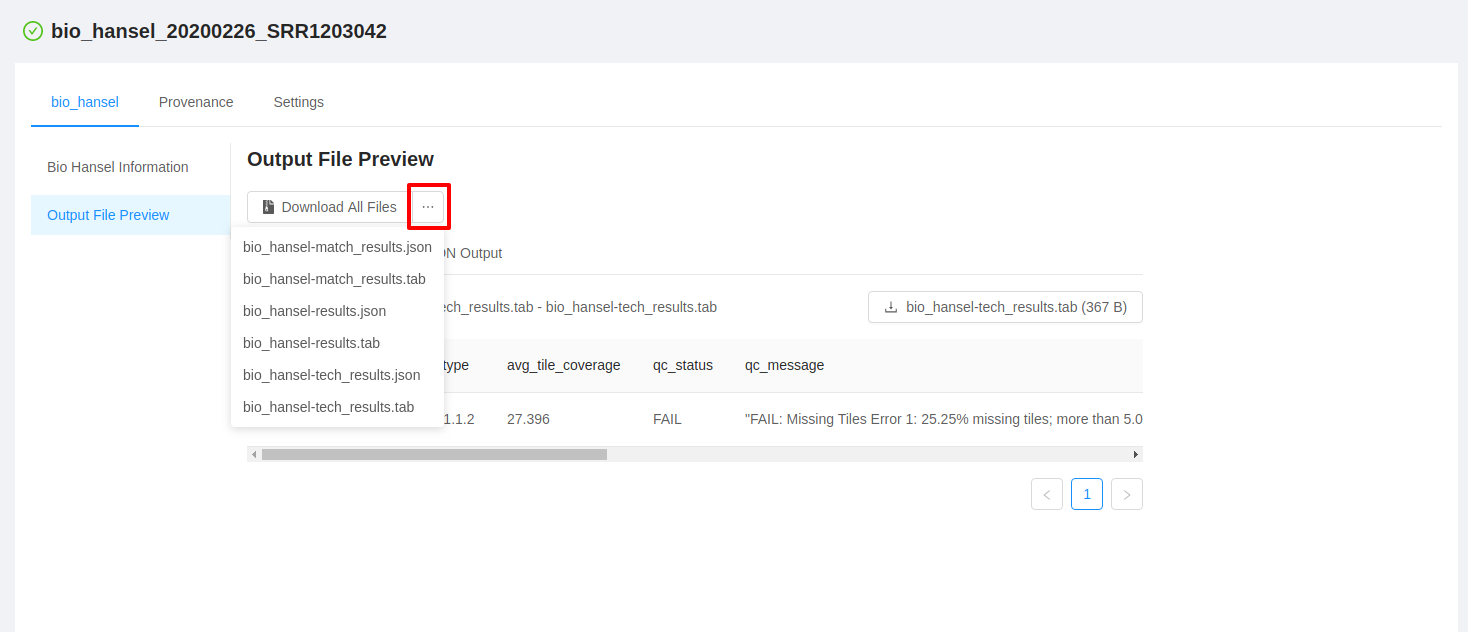 bio_hansel_20200226_SRR1203042
bio_hansel Provenance Settings
Bio Hansel Information
Output File Preview
Output File Preview
Download All Files ...
bio_hansel-match_results.json
bio_hansel-match_results.tab
bio_hansel-results.json
bio_hansel-results.tab
bio_hansel-tech_results.json
bio_hansel-tech_results.tab
Output
ech_results.tab - bio_hansel-tech_results.tab
bio_hansel-tech_results.tab (367 B)
type avg_tile_coverage qc_status qc_message
1.1.2 27.396 FAIL "FAIL: Missing Tiles Error 1: 25.25% missing tiles; more than 5.0
1